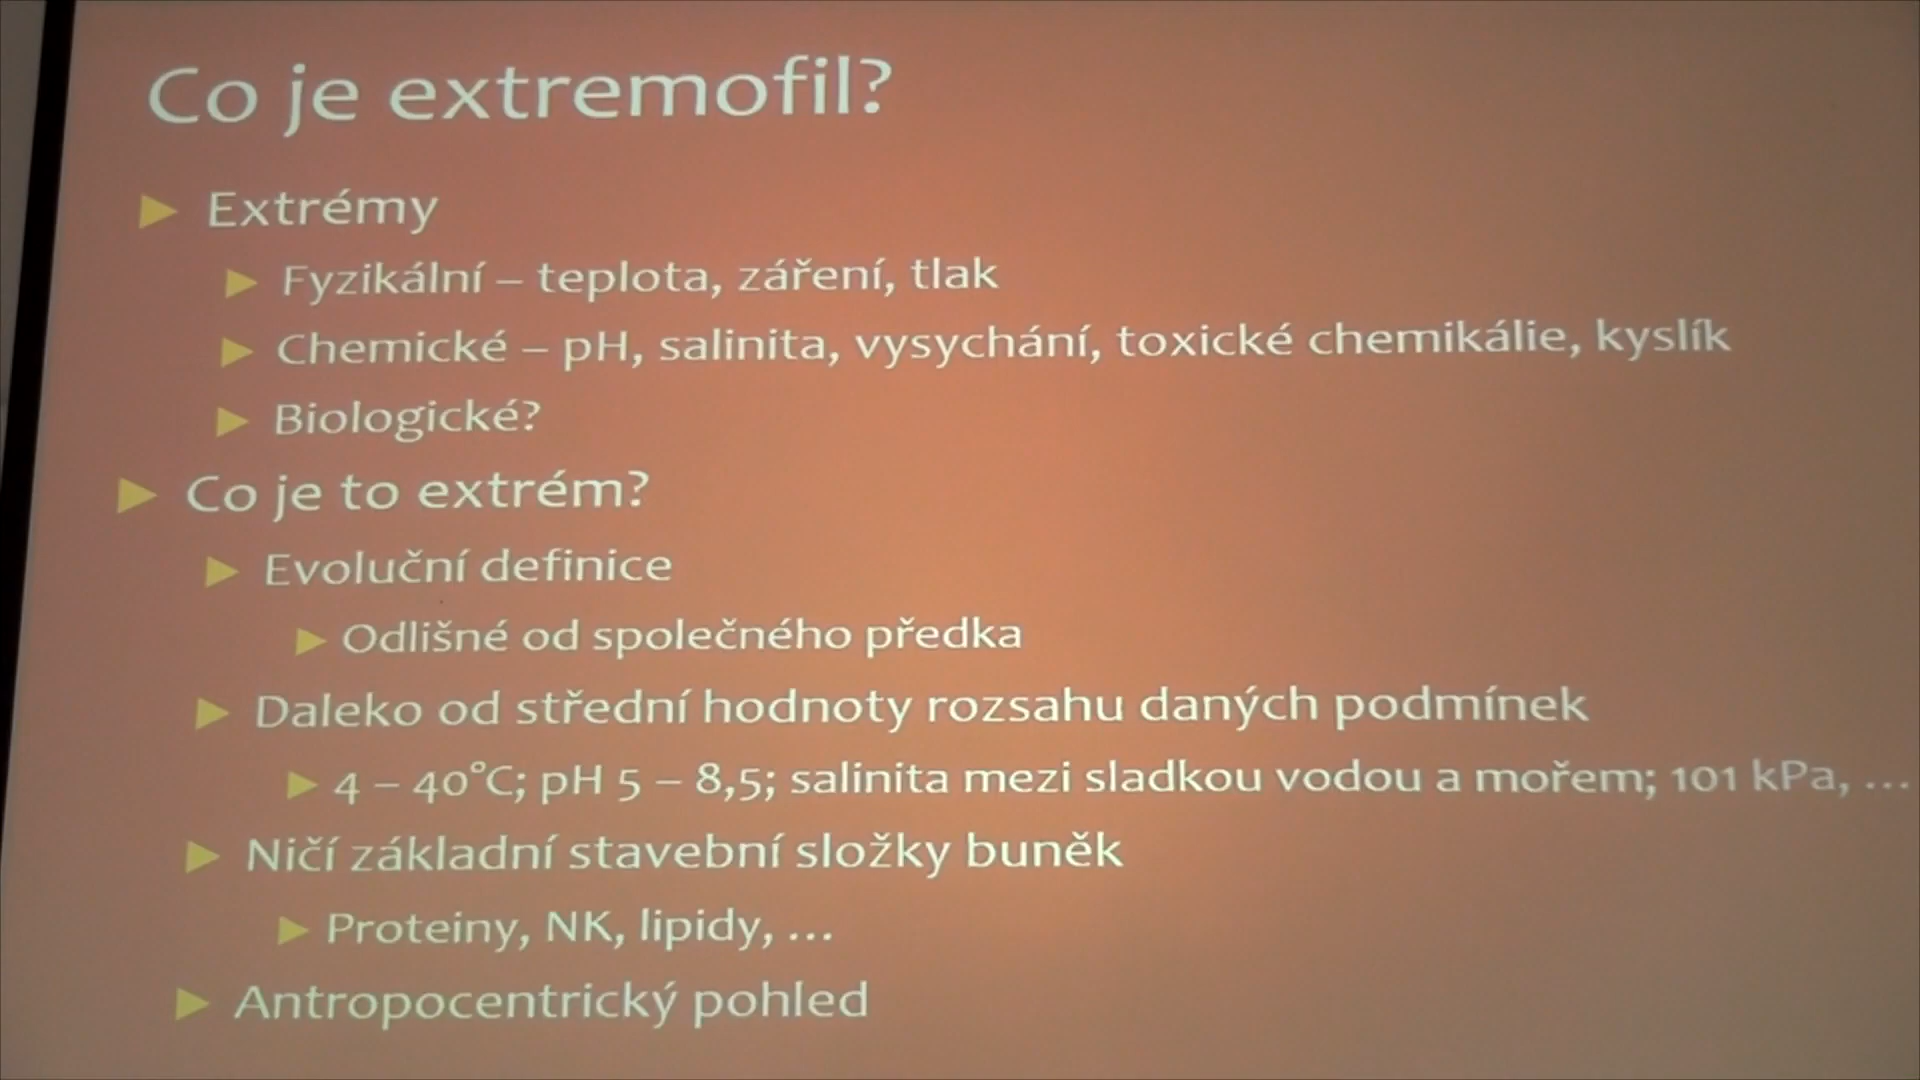 Co je extremofil?
Extrémy
Fyzikální – teplota, záření, tlak
Chemické – pH, salinita, vysychání, toxické chemikálie, kyslík
Biologické?
Co je to extrém?
Evoluční definice
Odlišné od společného předka
Daleko od střední hodnoty rozsahu daných podmínek
4 – 40°C; pH 5 – 8,5; salinita mezi sladkou vodou a mořem; 101 kPa, …
Ničí základní stavební složky buněk
Proteiny, NK, lipidy, …
Antropocentrický pohled